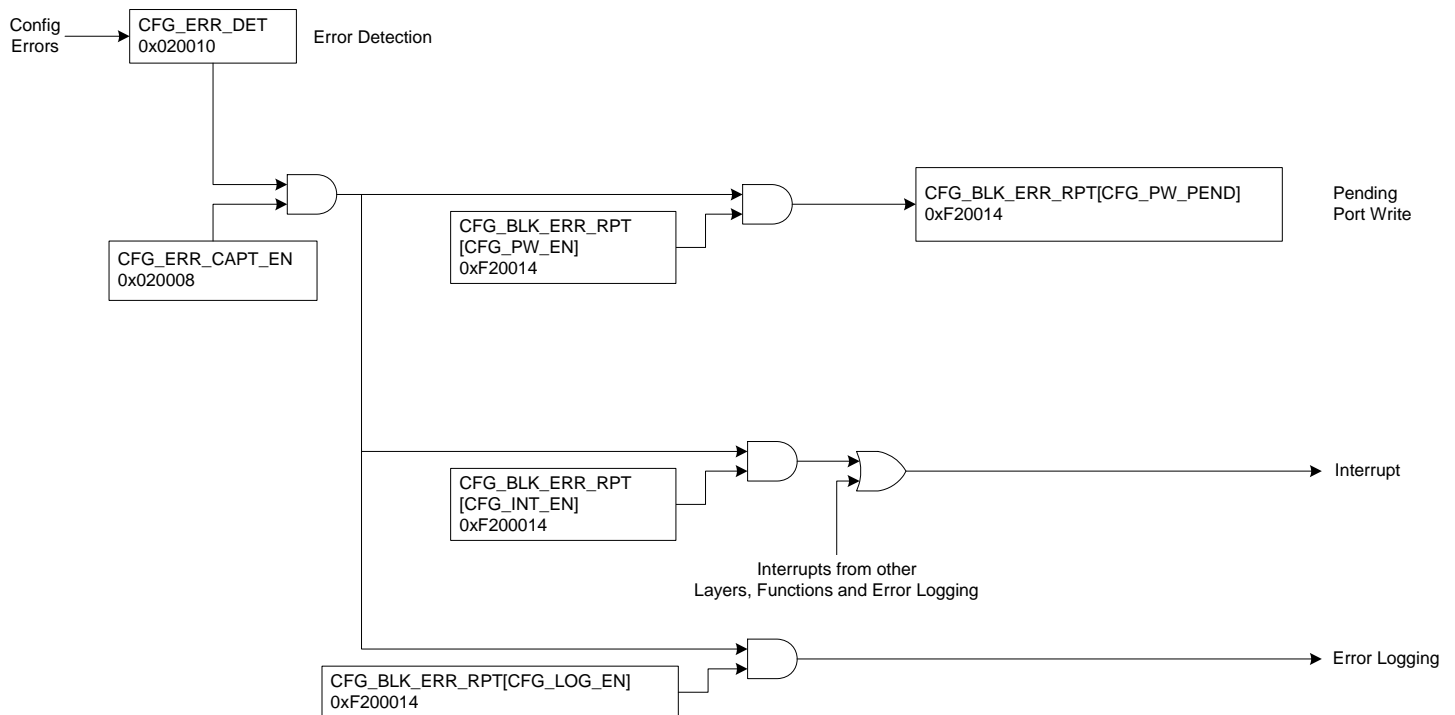 Config
Errors
CFG_ERR_DET
0x020010
Error Detection
CFG_ERR_CAPT_EN
0x020008
CFG_BLK_ERR_RPT
[CFG_PW_EN]
0xF20014
CFG_BLK_ERR_RPT[CFG_PW_PEND]
0xF20014
Pending
Port Write
CFG_BLK_ERR_RPT
[CFG_INT_EN]
0xF200014
Interrupt
Interrupts from other
Layers, Functions and Error Logging
CFG_BLK_ERR_RPT[CFG_LOG_EN]
0xF200014
Error Logging